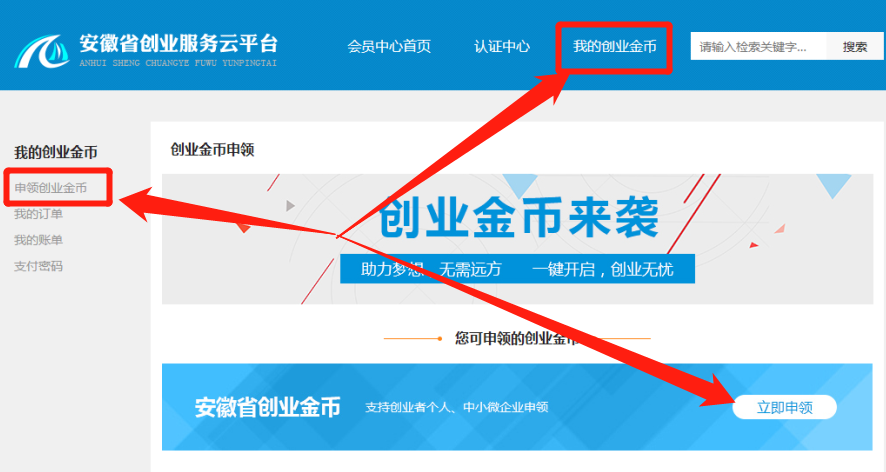 安徽省创业服务云平台
ANHUI SHENG CHUANGYE FUWU YUNPINGTAI
会员中心首页
认证中心
我的创业金币
请输入检索关键字...
搜索
我的创业金币
申领创业金币
我的订单
我的账单
支付密码
创业金币申领
创业金币来袭
助力梦想 无需远方 一键开启，创业无忧
您可申领的创业金币
安徽省创业金币
支持创业者个人、中小微企业申领
立即申领